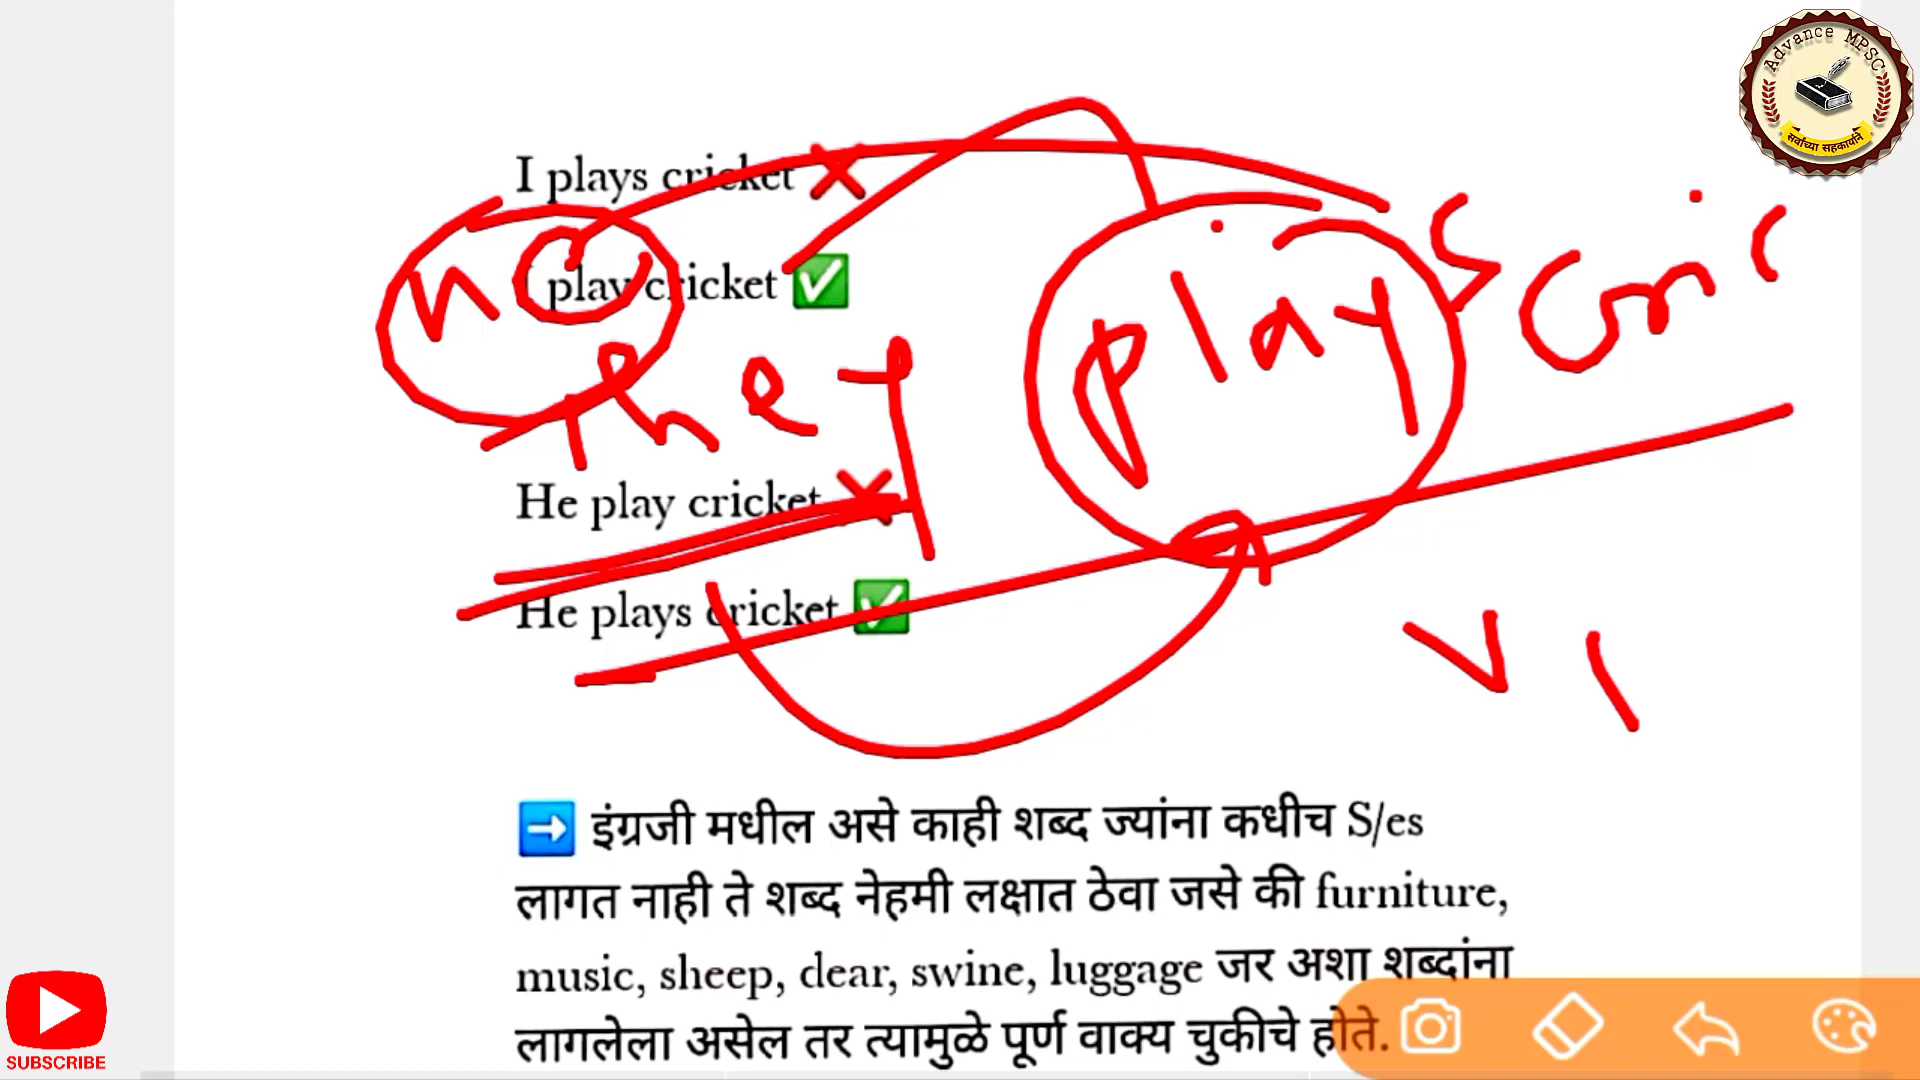 Advance MPSC
सर्वांच्या सहकार्याने
I plays cricket ❌
I play cricket ✅
They plays cric
He play cricket ❌
He plays cricket ✅
V1
➡️ इंग्रजी मधील असे काही शब्द ज्यांना कधीच S/es
लागत नाही ते शब्द नेहमी लक्षात ठेवा जसे की furniture,
music, sheep, dear, swine, luggage जर अशा शब्दांना
लागलेला असेल तर त्यामुळे पूर्ण वाक्य चुकीचे होते.
SUBSCRIBE